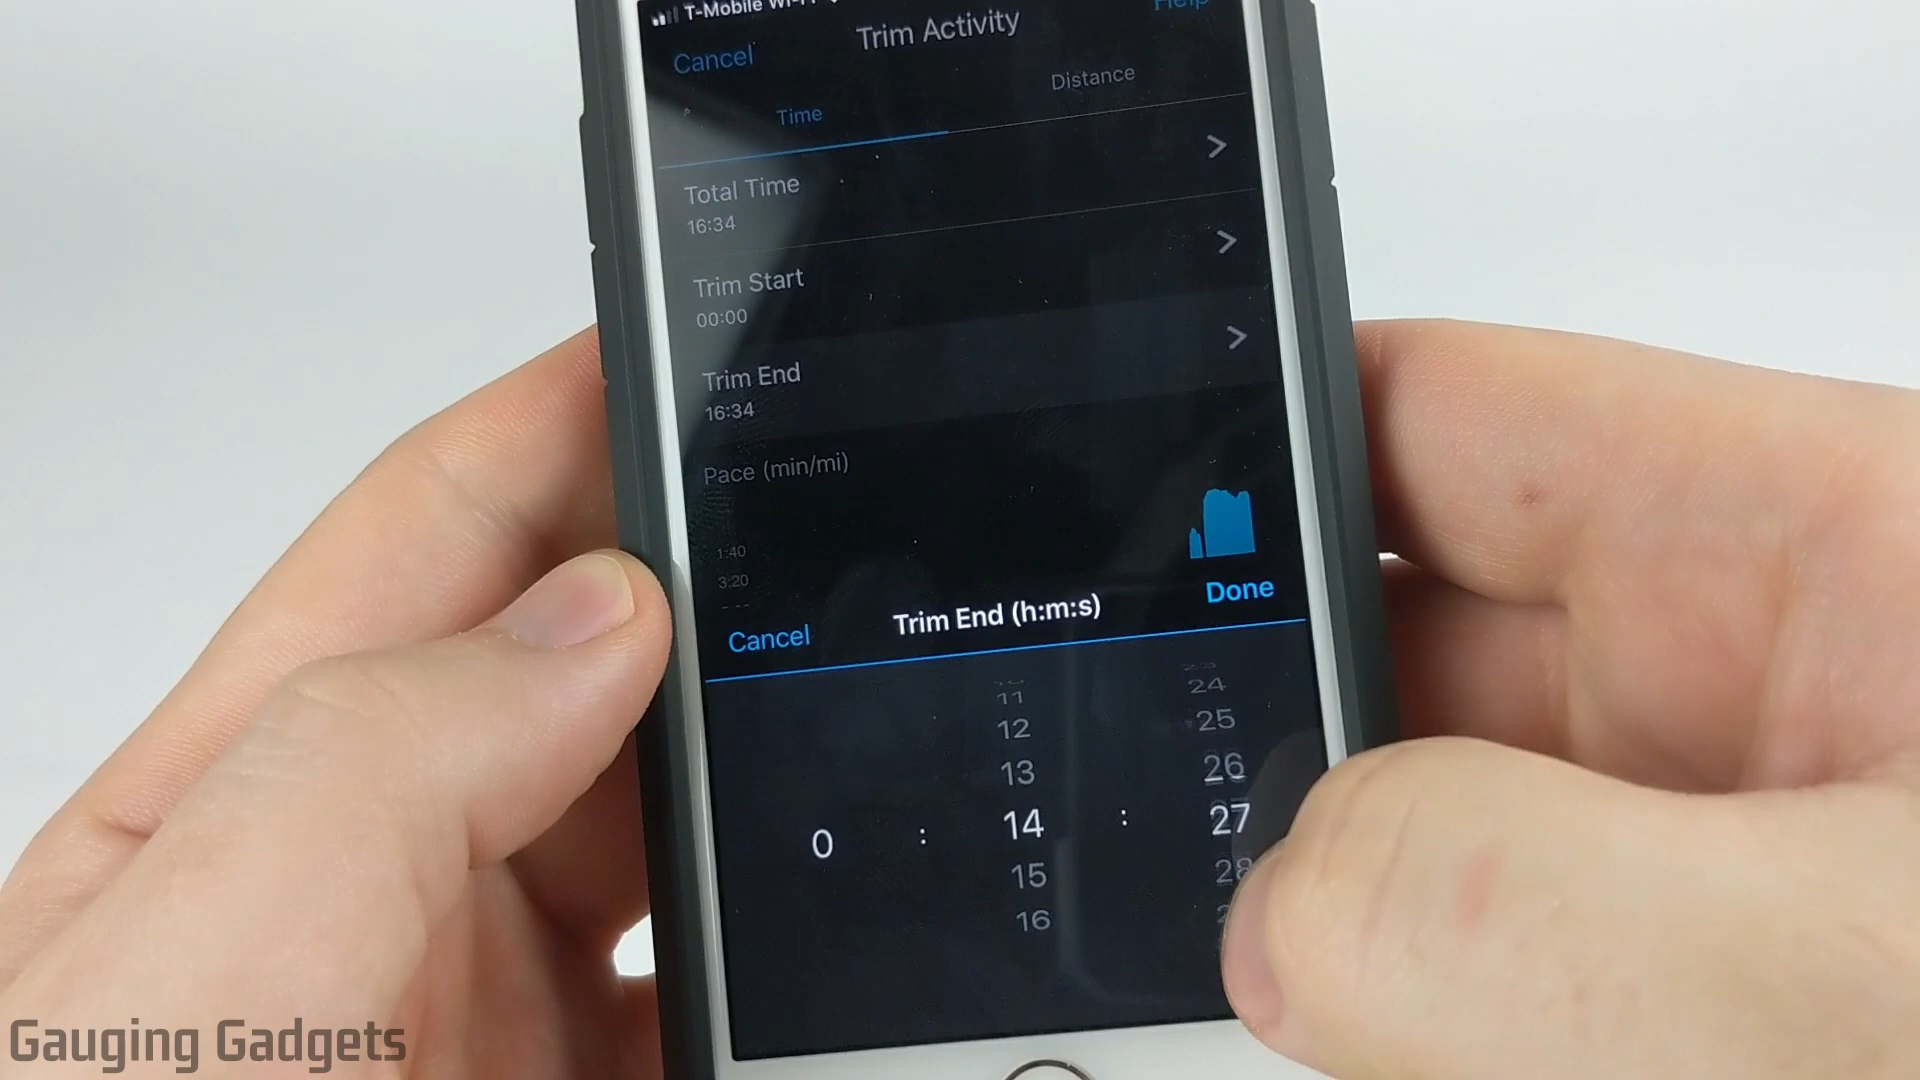 T-Mobile Wi-Fi
Help
Cancel
Trim Activity
Time
Distance
Total Time
16:34
Trim Start
00:00
Trim End
16:34
Pace (min/mi)
1:40
3:20
Cancel
Trim End (h:m:s)
Done
11
24
12
25
13
26
0 : 14 : 27
15
28
16
Gauging Gadgets